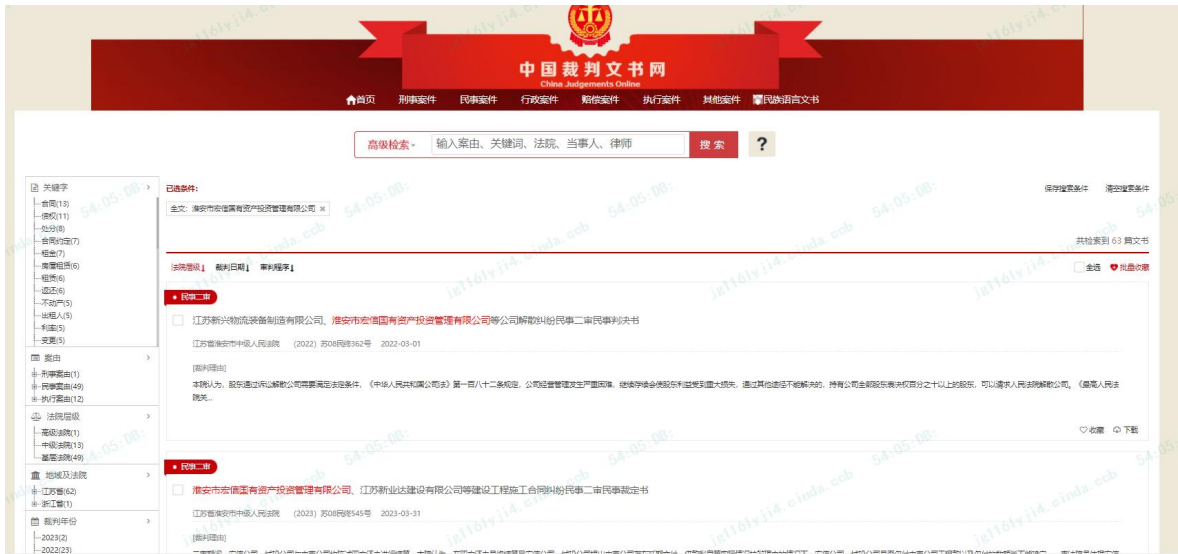 中国裁判文书网
China Judgements Online
首页 刑事案件 民事案件 行政案件 赔偿案件 执行案件 其他案件 民族语言文书
高级检索 输入案由、关键词、法院、当事人、律师 搜索 ?
关键字
合同(13)
债权(11)
处分(8)
合同约定(7)
租金(7)
房屋租赁(6)
租赁(6)
返还(6)
不动产(5)
出租人(5)
利率(5)
变更(5)
案由
刑事案由(1)
民事案由(49)
执行案由(12)
法院层级
高级法院(1)
中级法院(13)
基层法院(49)
地域及法院
江苏省(62)
浙江省(1)
裁判年份
2023(2)
2022(23)
已选条件: 保存搜索条件 清空搜索条件
全文：淮安市宏信国有资产投资管理有限公司 ×
共检索到 63 篇文书
法院层级 裁判日期 审判程序 全选 批量收藏
民事二审
江苏新兴物流装备制造有限公司、淮安市宏信国有资产投资管理有限公司等公司解散纠纷民事二审民事判决书
江苏省淮安市中级人民法院 (2022) 苏08民终362号 2022-03-01
[裁判理由]
本院认为，股东通过诉讼解散公司需要满足法定条件，《中华人民共和国公司法》第一百八十二条规定，公司经营管理发生严重困难，继续存续会使股东利益受到重大损失，通过其他途径不能解决的，持有公司全部股东表决权百分之十以上的股东，可以请求人民法院解散公司。《最高人民法
院关...
收藏 下载
民事二审
淮安市宏信国有资产投资管理有限公司、江苏新业达建设有限公司等建设工程施工合同纠纷民事二审民事裁定书
江苏省淮安市中级人民法院 (2023) 苏08民终545号 2023-03-31
[裁判理由]